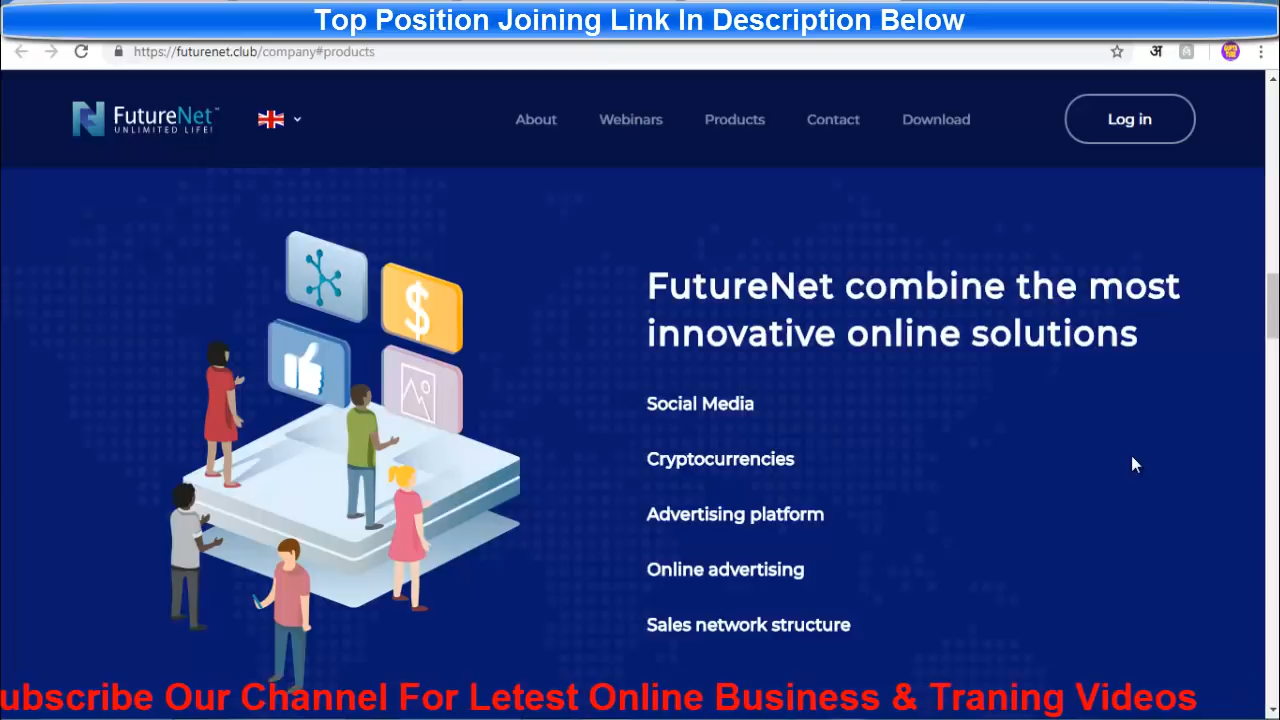 Top Position Joining Link In Description Below
https://futurenet.club/company#products
अ
FutureNet™
UNLIMITED LIFE!
About
Webinars
Products
Contact
Download
Log in
FutureNet combine the most
innovative online solutions
Social Media
Cryptocurrencies
Advertising platform
Online advertising
Sales network structure
ubscribe Our Channel For Letest Online Business & Traning Videos